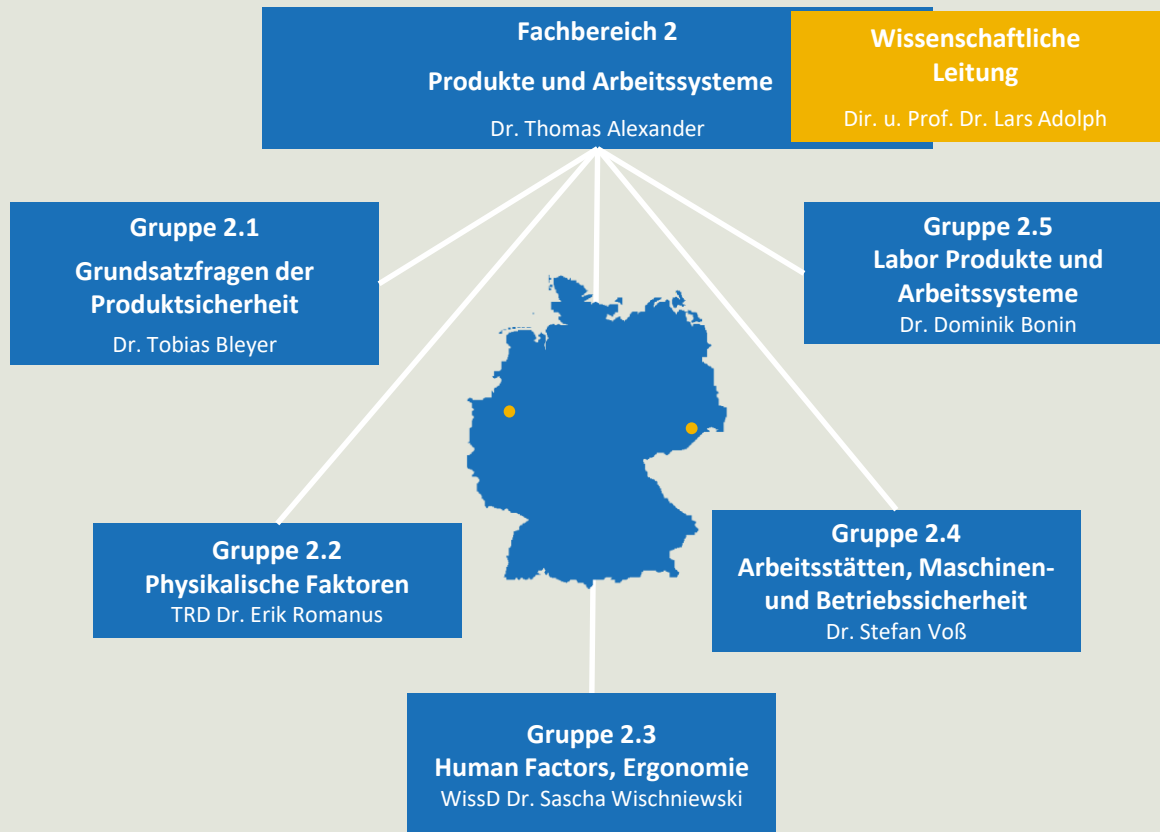 Fachbereich 2
Produkte und Arbeitssysteme
Dr. Thomas Alexander
Wissenschaftliche
Leitung
Dir. u. Prof. Dr. Lars Adolph
Gruppe 2.1
Grundsatzfragen der
Produktsicherheit
Dr. Tobias Bleyer
Gruppe 2.5
Labor Produkte und
Arbeitssysteme
Dr. Dominik Bonin
Gruppe 2.2
Physikalische Faktoren
TRD Dr. Erik Romanus
Gruppe 2.4
Arbeitsstätten, Maschinen-
und Betriebssicherheit
Dr. Stefan Voß
Gruppe 2.3
Human Factors, Ergonomie
WissD Dr. Sascha Wischniewski